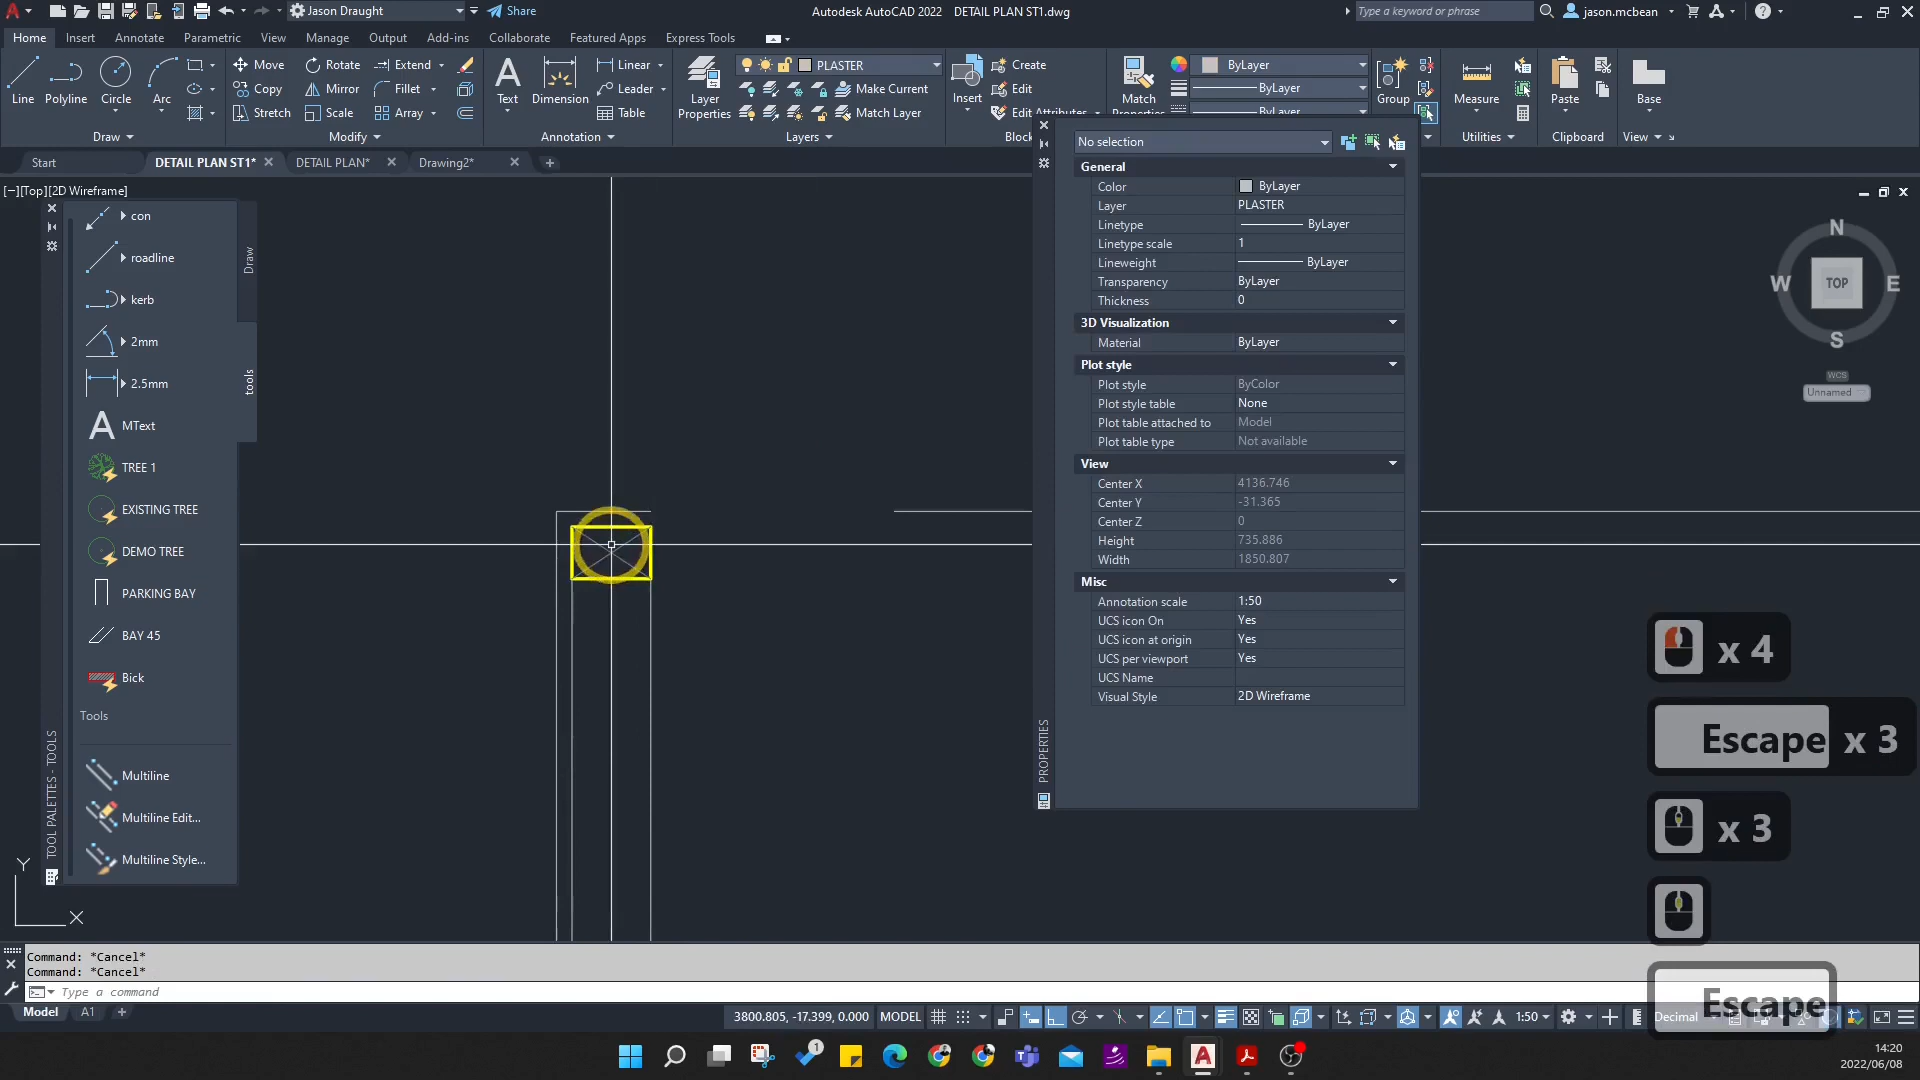 Jason Draught
Share
Autodesk AutoCAD 2022 DETAIL PLAN ST1.dwg
Type a keyword or phrase
jason.mcbean
Home Insert Annotate Parametric View Manage Output Add-ins Collaborate Featured Apps Express Tools
Line Polyline Circle Arc
Move Rotate Extend
Copy Mirror Fillet
Stretch Scale Array
Text Dimension
Linear
Leader
Table
Layer Properties
PLASTER
Make Current
Match Layer
Insert
Create
Edit
Edit Attributes
Match Properties
ByLayer
ByLayer
ByLayer
Group
Measure
Paste
Base
Draw Modify Annotation Layers Utilities Clipboard View
Start DETAIL PLAN ST1* DETAIL PLAN* Drawing2*
[−][Top][2D Wireframe]
con
roadline
kerb
2mm
2.5mm
MText
TREE 1
EXISTING TREE
DEMO TREE
PARKING BAY
BAY 45
Bick
Tools
Multiline
Multiline Edit...
Multiline Style...
Draw
tools
TOOL PALETTES - TOOLS
No selection
General
Color ByLayer
Layer PLASTER
Linetype ByLayer
Linetype scale 1
Lineweight ByLayer
Transparency ByLayer
Thickness 0
3D Visualization
Material ByLayer
Plot style
Plot style ByColor
Plot style table None
Plot table attached to Model
Plot table type Not available
View
Center X 4136.746
Center Y -31.365
Center Z 0
Height 735.886
Width 1850.807
Misc
Annotation scale 1:50
UCS icon On Yes
UCS icon at origin Yes
UCS per viewport Yes
UCS Name
Visual Style 2D Wireframe
PROPERTIES
N
W TOP E
S
WCS
Unnamed
x 4
Escape x 3
x 3
Escape
Y
X
Command: *Cancel*
Command: *Cancel*
Type a command
Model A1
3800.805, -17.399, 0.000 MODEL
1:50
Decimal
1
14:20
2022/06/08